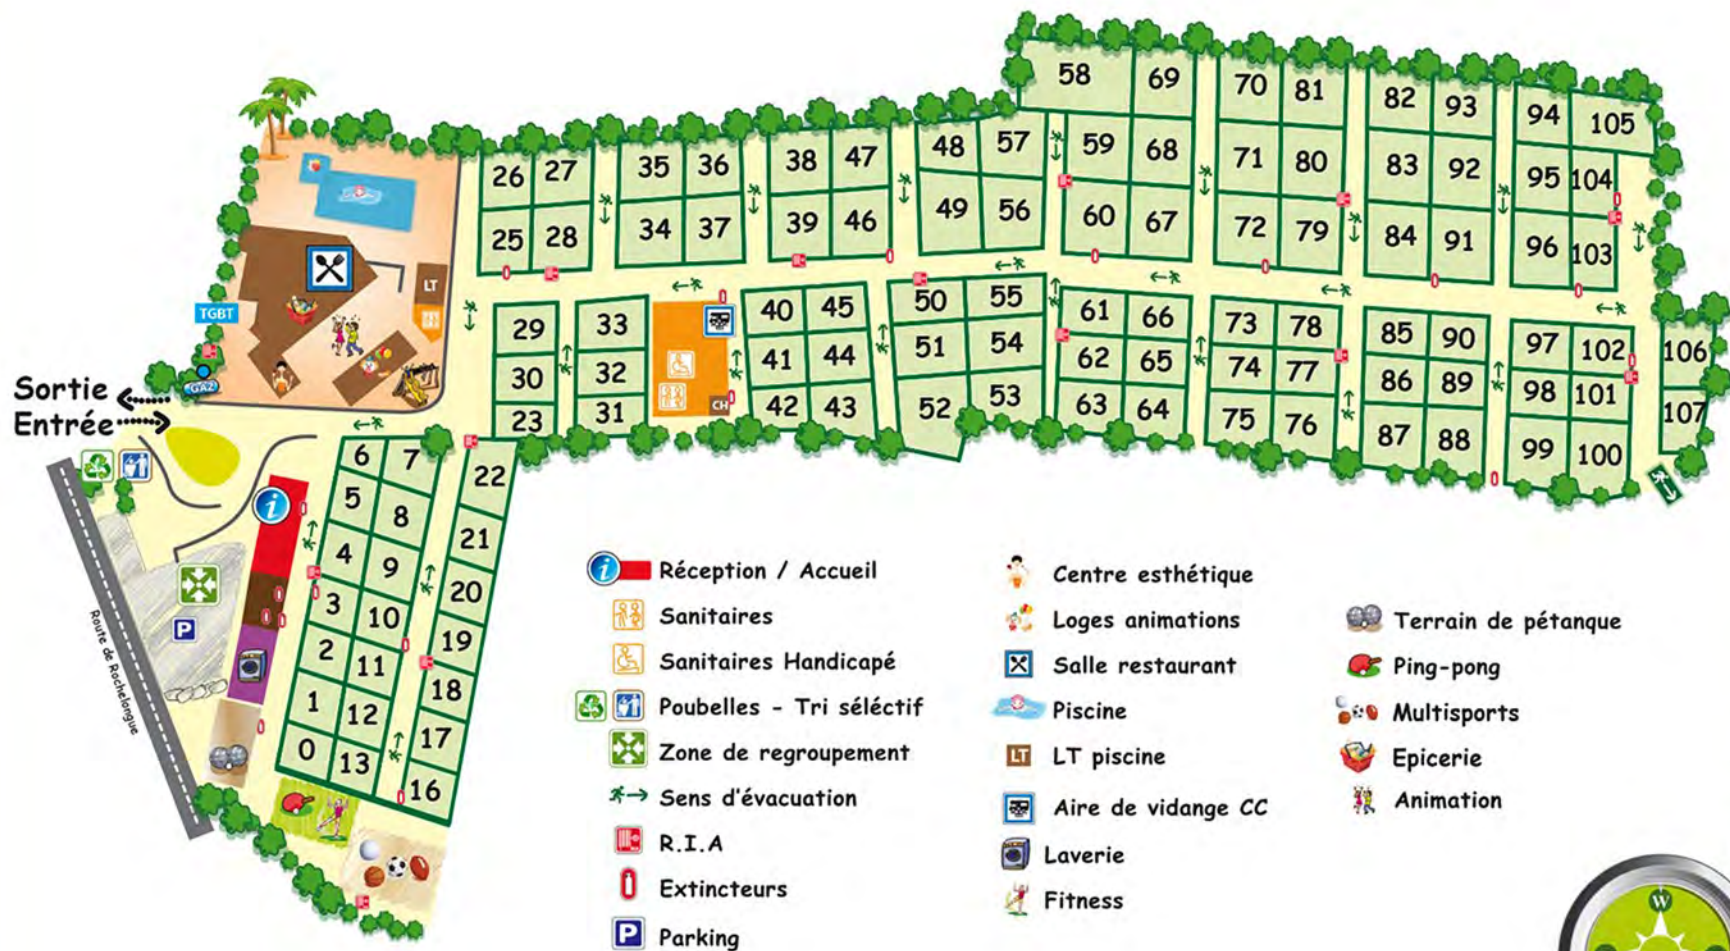 58 69 70 81 82 93 94 105
26 27 35 36 38 47 48 57 59 68 71 80 83 92 95 104
25 28 34 37 39 46 49 56 60 67 72 79 84 91 96 103
LT
TGBT
29 33 40 45 50 55 61 66 73 78 85 90 97 102 106
30 32 41 44 51 54 62 65 74 77 86 89 98 101 107
23 31 CH 42 43 52 53 63 64 75 76 87 88 99 100
GAZ
Sortie
Entrée
6 7 22
5 8 21
4 9 20
3 10 19
2 11 18
1 12 17
0 13 16
i
P
Route de Rochelongue
i Réception / Accueil
Sanitaires
Sanitaires Handicapé
Poubelles - Tri séléctif
Zone de regroupement
Sens d'évacuation
R.I.A
Extincteurs
P Parking
Centre esthétique
Loges animations
Salle restaurant
Piscine
LT LT piscine
Aire de vidange CC
Laverie
Fitness
Terrain de pétanque
Ping-pong
Multisports
Epicerie
Animation
W